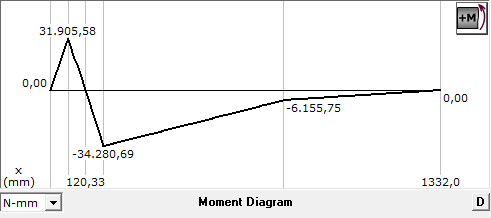 +M
31.905,58
0,00
-6.155,75
0,00
-34.280,69
x
(mm) 120,33 1332,0
N-mm Moment Diagram D